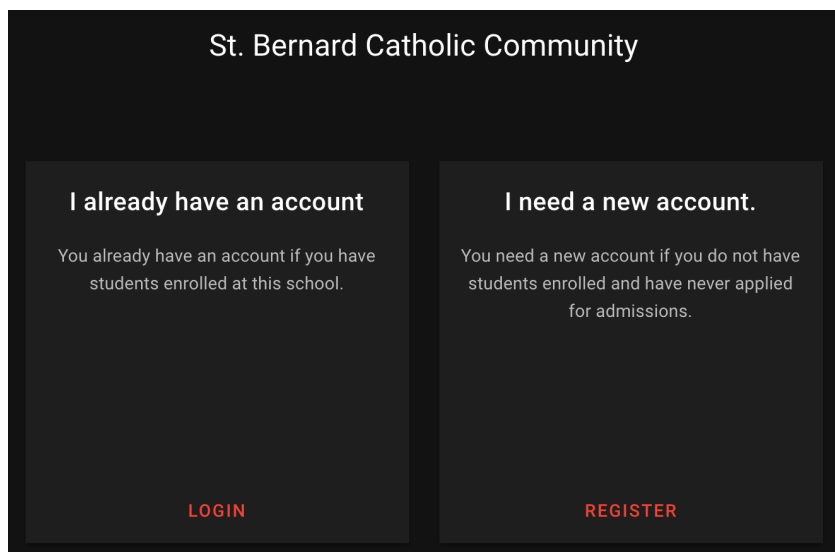 St. Bernard Catholic Community
I already have an account
You already have an account if you have
students enrolled at this school.
LOGIN
I need a new account.
You need a new account if you do not have
students enrolled and have never applied
for admissions.
REGISTER